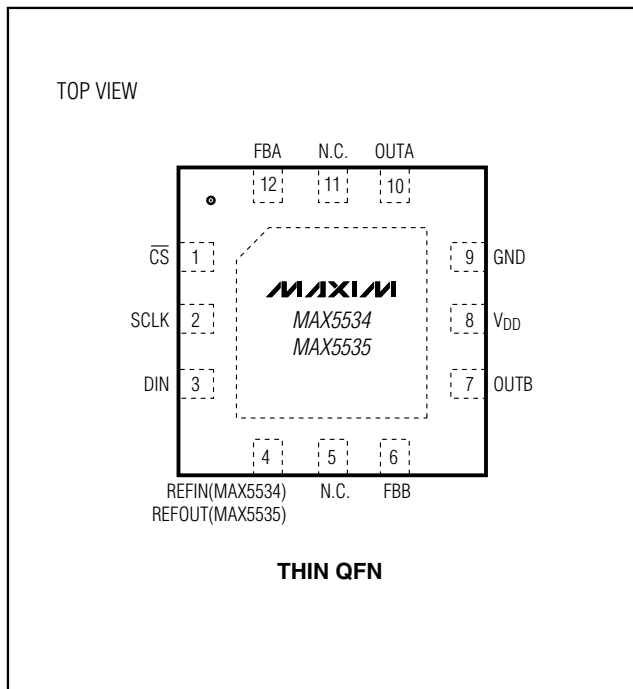 TOP VIEW
FBA N.C. OUTA
12 11 10
CS 1 9 GND
MAXIM
SCLK 2 MAX5534 8 VDD
MAX5535
DIN 3 7 OUTB
4 5 6
REFIN(MAX5534) N.C. FBB
REFOUT(MAX5535)
THIN QFN